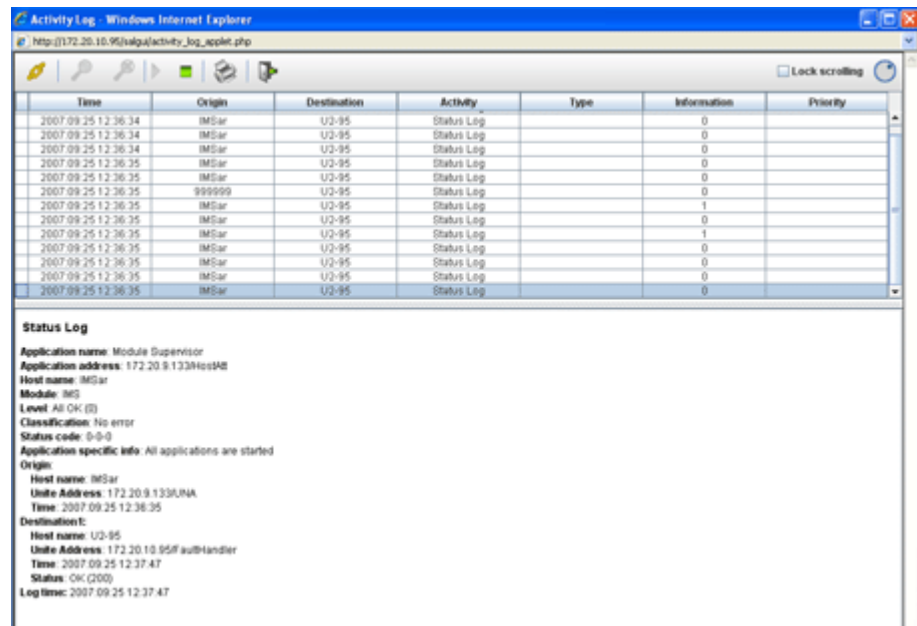 Activity Log - Windows Internet Explorer
http://172.20.10.95/saigui/activity_log_applet.php
Lock scrolling
Time Origin Destination Activity Type Information Priority
2007:09:25 12:36:34 IMSar U2-95 Status Log 0
2007:09:25 12:36:34 IMSar U2-95 Status Log 0
2007:09:25 12:36:34 IMSar U2-95 Status Log 0
2007:09:25 12:36:35 IMSar U2-95 Status Log 0
2007:09:25 12:36:35 IMSar U2-95 Status Log 0
2007:09:25 12:36:35 999999 U2-95 Status Log 0
2007:09:25 12:36:35 IMSar U2-95 Status Log 1
2007:09:25 12:36:35 IMSar U2-95 Status Log 0
2007:09:25 12:36:35 IMSar U2-95 Status Log 1
2007:09:25 12:36:35 IMSar U2-95 Status Log 0
2007:09:25 12:36:35 IMSar U2-95 Status Log 0
2007:09:25 12:36:35 IMSar U2-95 Status Log 0
2007:09:25 12:36:35 IMSar U2-95 Status Log 0
Status Log
Application name: Module Supervisor
Application address: 172.20.9.133/HostAtt
Host name: IMSar
Module: IMS
Level: All OK (0)
Classification: No error
Status code: 0-0-0
Application specific info: All applications are started
Origin:
Host name: IMSar
Unite Address: 172.20.9.133/UNA
Time: 2007:09:25 12:36:35
Destination1:
Host name: U2-95
Unite Address: 172.20.10.95/FaultHandler
Time: 2007:09:25 12:37:47
Status: OK (200)
Log time: 2007:09:25 12:37:47